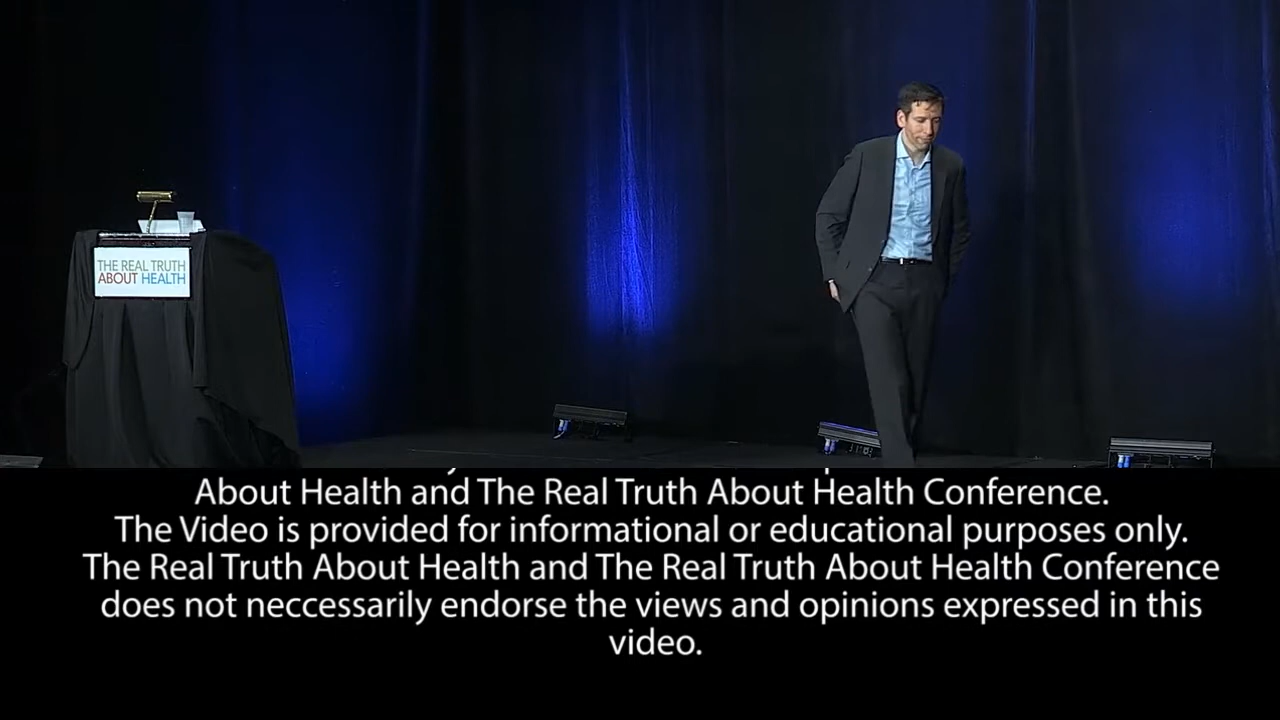 THE REAL TRUTH
ABOUT HEALTH
About Health and The Real Truth About Health Conference.
The Video is provided for informational or educational purposes only.
The Real Truth About Health and The Real Truth About Health Conference
does not neccessarily endorse the views and opinions expressed in this
video.